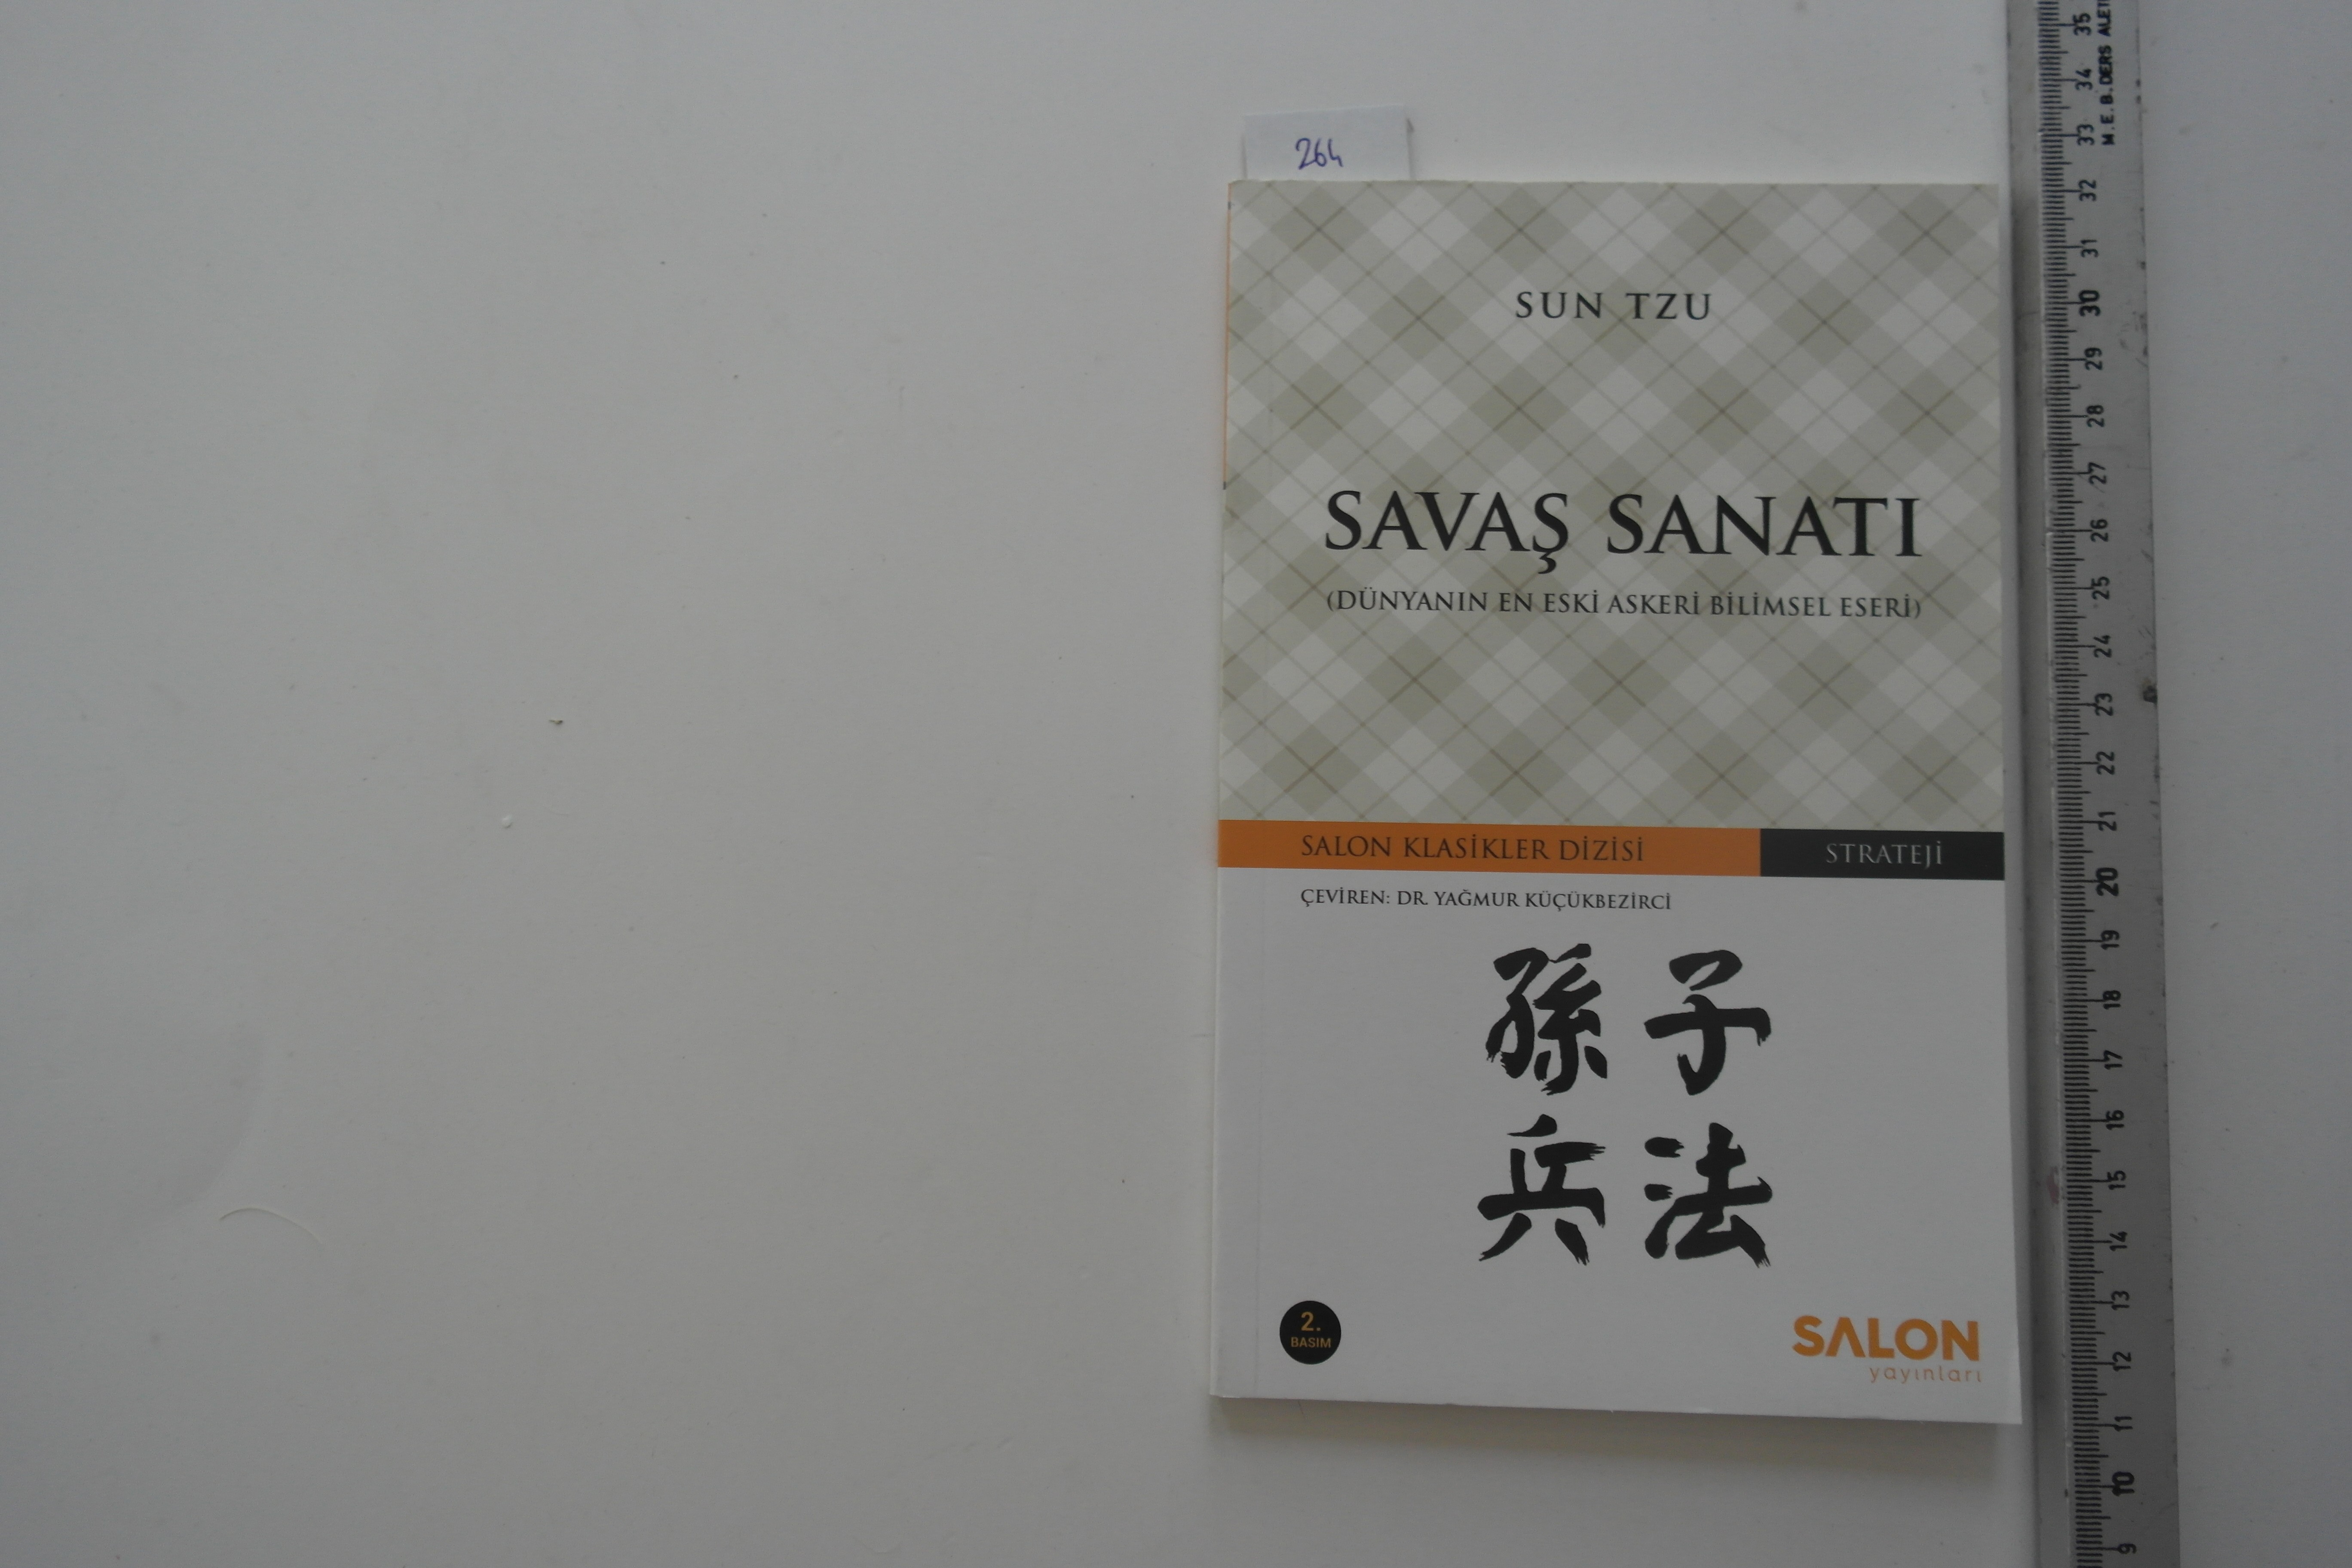 264
SUN TZU
SAVAŞ SANATI
(DÜNYANIN EN ESKİ ASKERİ BİLİMSEL ESERİ)
SALON KLASİKLER DİZİSİ STRATEJİ
ÇEVİREN: DR. YAĞMUR KÜÇÜKBEZİRCİ
孫子
兵法
2.
BASIM
SALON
yayınları
M.E.B. DERS
35
34
33
32
31
30
29
28
27
26
25
24
23
22
21
20
19
18
17
16
15
14
13
12
11
10
9